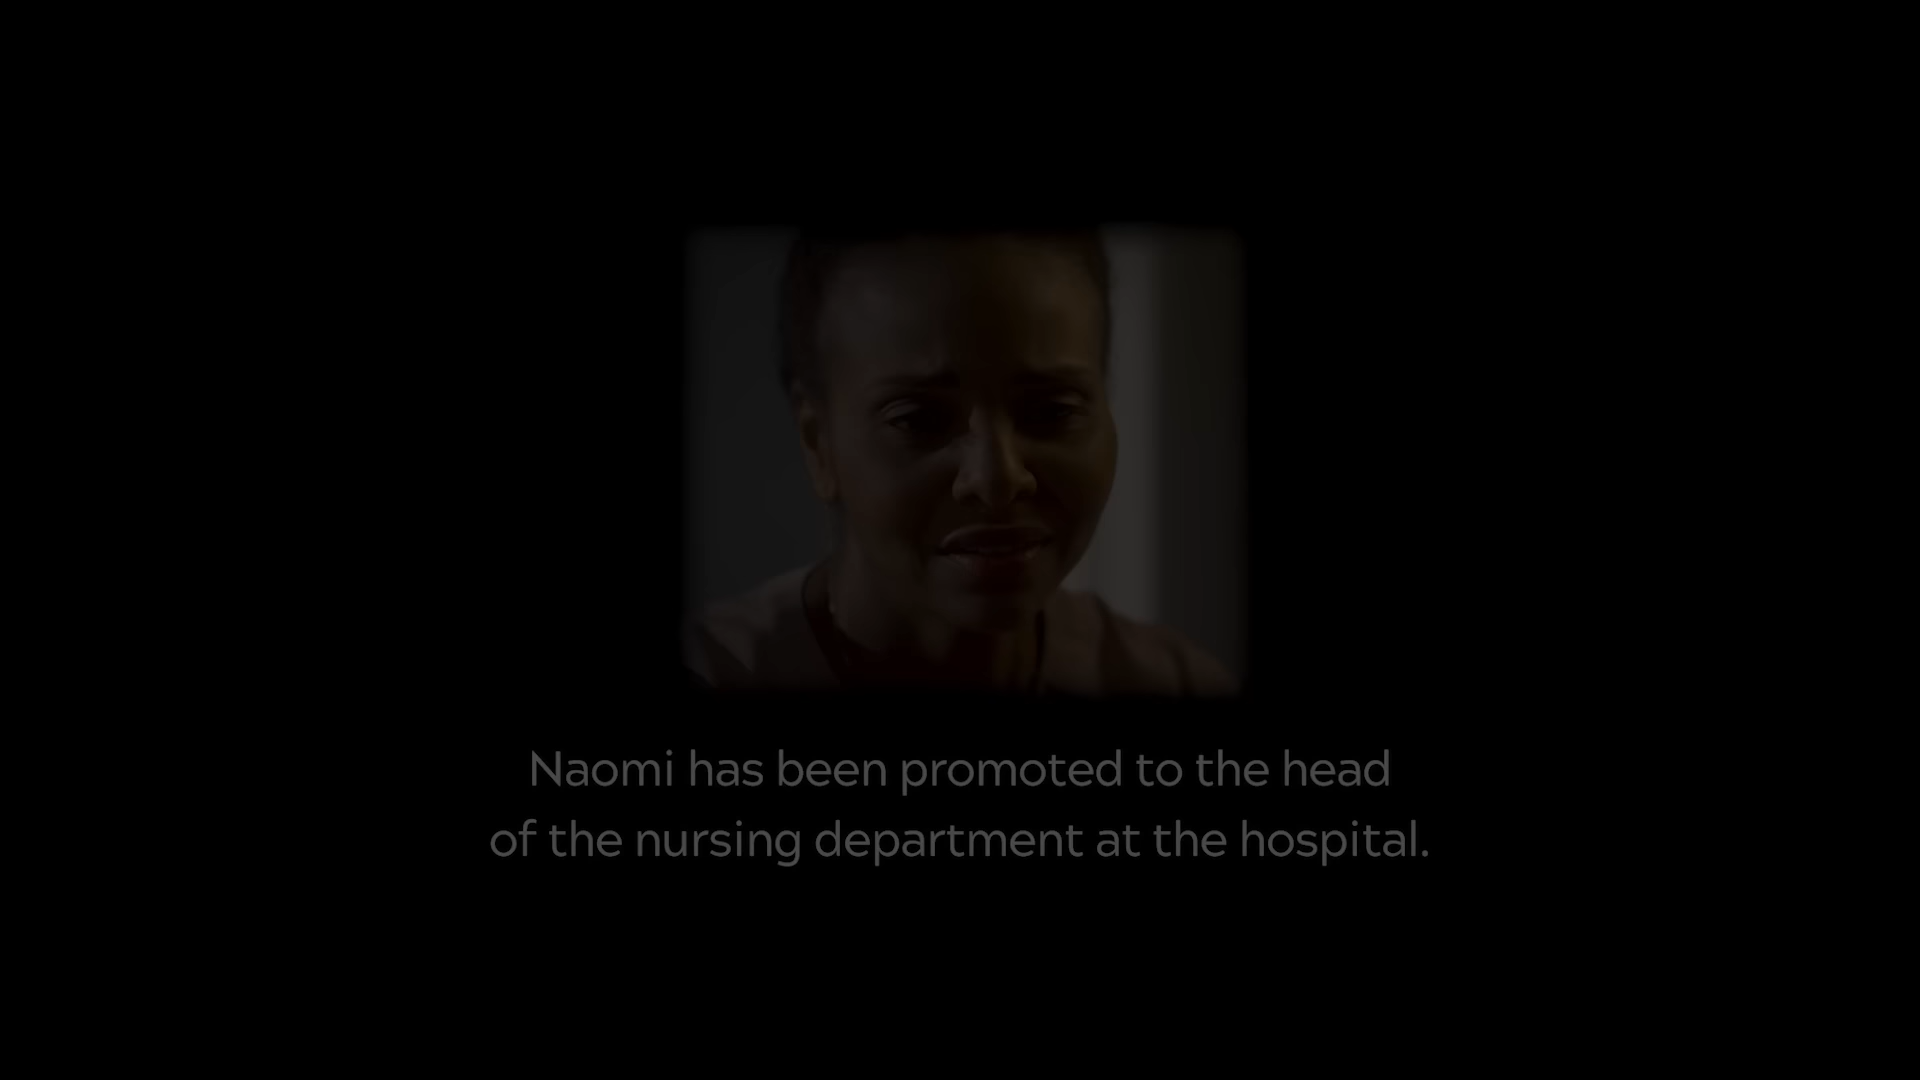 Naomi has been promoted to the head
of the nursing department at the hospital.